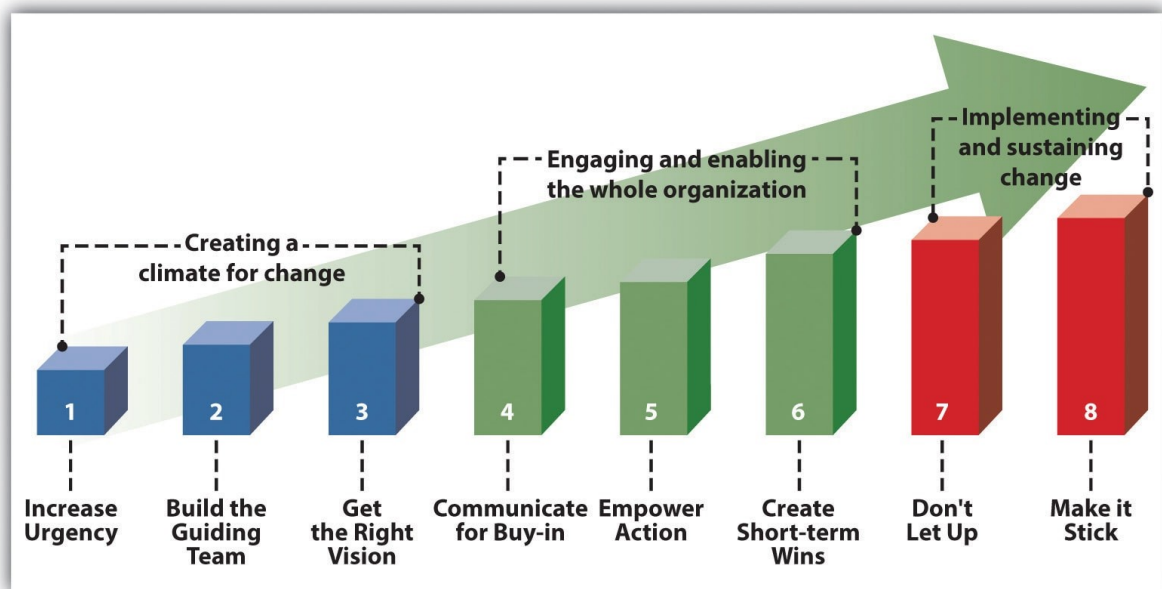 Implementing
and sustaining
change
Engaging and enabling
the whole organization
Creating a
climate for change
1
2
3
4
5
6
7
8
Increase
Urgency
Build the
Guiding
Team
Get
the Right
Vision
Communicate
for Buy-in
Empower
Action
Create
Short-term
Wins
Don't
Let Up
Make it
Stick